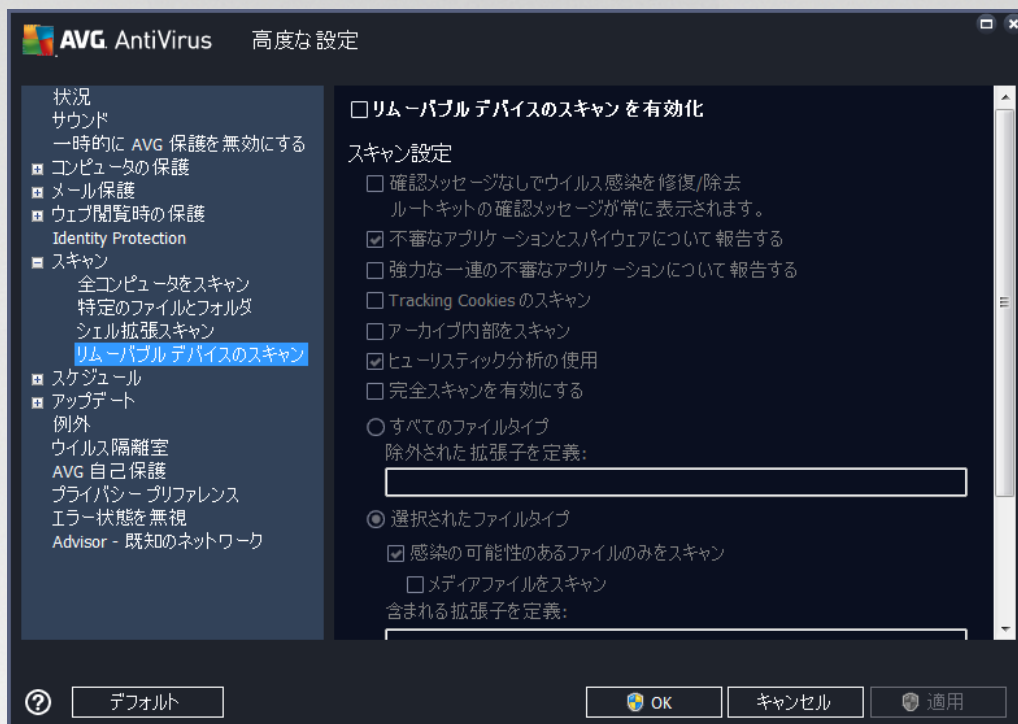 AVG AntiVirus 高度な設定
状況
サウンド
一時的に AVG 保護を無効にする
コンピュータの保護
メール保護
ウェブ閲覧時の保護
Identity Protection
スキャン
全コンピュータをスキャン
特定のファイルとフォルダ
シェル拡張スキャン
リムーバブル デバイスのスキャン
スケジュール
アップデート
例外
ウイルス隔離室
AVG 自己保護
プライバシー プリファレンス
エラー状態を無視
Advisor - 既知のネットワーク
リムーバブル デバイスのスキャン を有効化
スキャン設定
確認メッセージなしでウイルス感染を修復/除去
ルートキットの確認メッセージが常に表示されます。
不審なアプリケーションとスパイウェアについて報告する
強力な一連の不審なアプリケーションについて報告する
Tracking Cookies のスキャン
アーカイブ内部をスキャン
ヒューリスティック分析の使用
完全スキャンを有効にする
すべてのファイルタイプ
除外された拡張子を定義:
選択されたファイルタイプ
感染の可能性のあるファイルのみをスキャン
メディアファイルをスキャン
含まれる拡張子を定義:
デフォルト
OK
キャンセル
適用